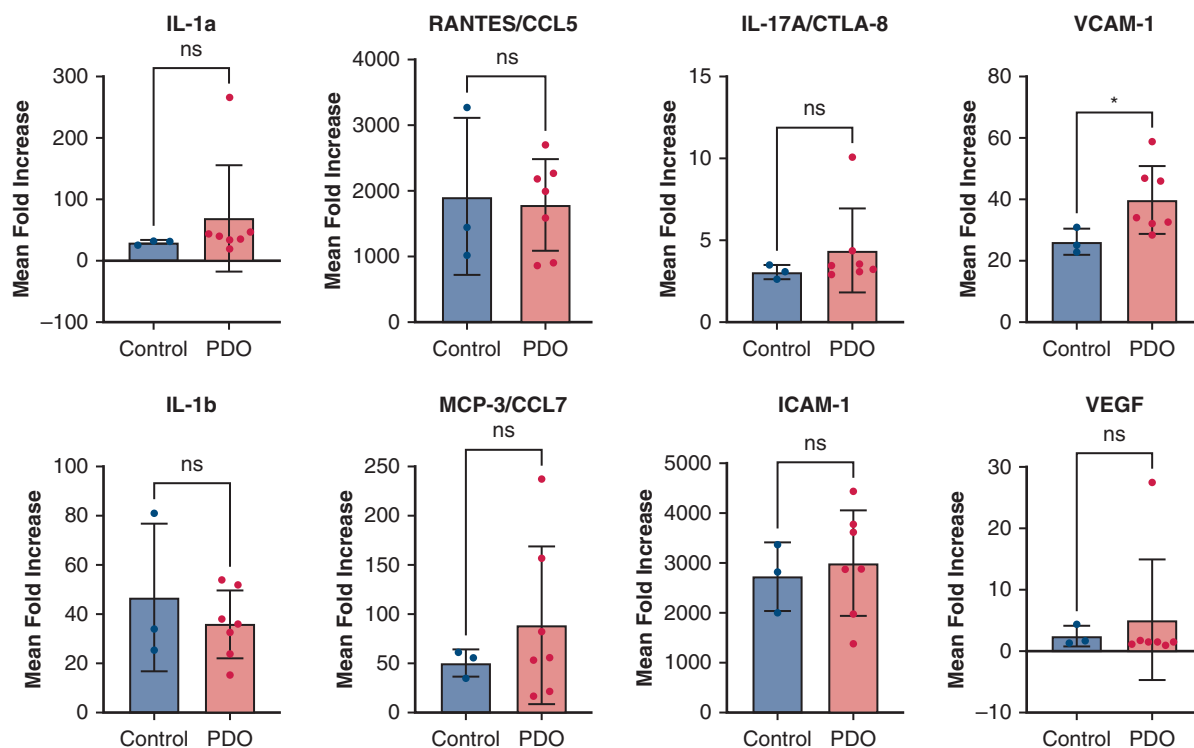 IL-1a
ns
Mean Fold Increase
300
200
100
0
–100
Control PDO
RANTES/CCL5
ns
Mean Fold Increase
4000
3000
2000
1000
0
Control PDO
IL-17A/CTLA-8
ns
Mean Fold Increase
15
10
5
0
Control PDO
VCAM-1
*
Mean Fold Increase
80
60
40
20
0
Control PDO
IL-1b
ns
Mean Fold Increase
100
80
60
40
20
0
Control PDO
MCP-3/CCL7
ns
Mean Fold Increase
250
200
150
100
50
0
Control PDO
ICAM-1
ns
Mean Fold Increase
5000
4000
3000
2000
1000
0
Control PDO
VEGF
ns
Mean Fold Increase
30
20
10
0
–10
Control PDO